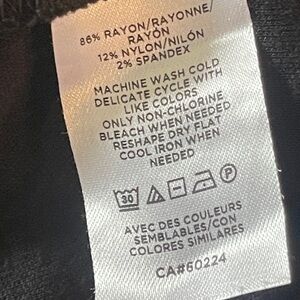 86% RAYON/RAYONNE/
RAYÓN
12% NYLON/NILÓN
2% SPANDEX
MACHINE WASH COLD
DELICATE CYCLE WITH
LIKE COLORS
ONLY NON-CHLORINE
BLEACH WHEN NEEDED
RESHAPE DRY FLAT
COOL IRON WHEN
NEEDED
30 P
AVEC DES COULEURS
SEMBLABLES/CON
COLORES SIMILARES
CA#60224